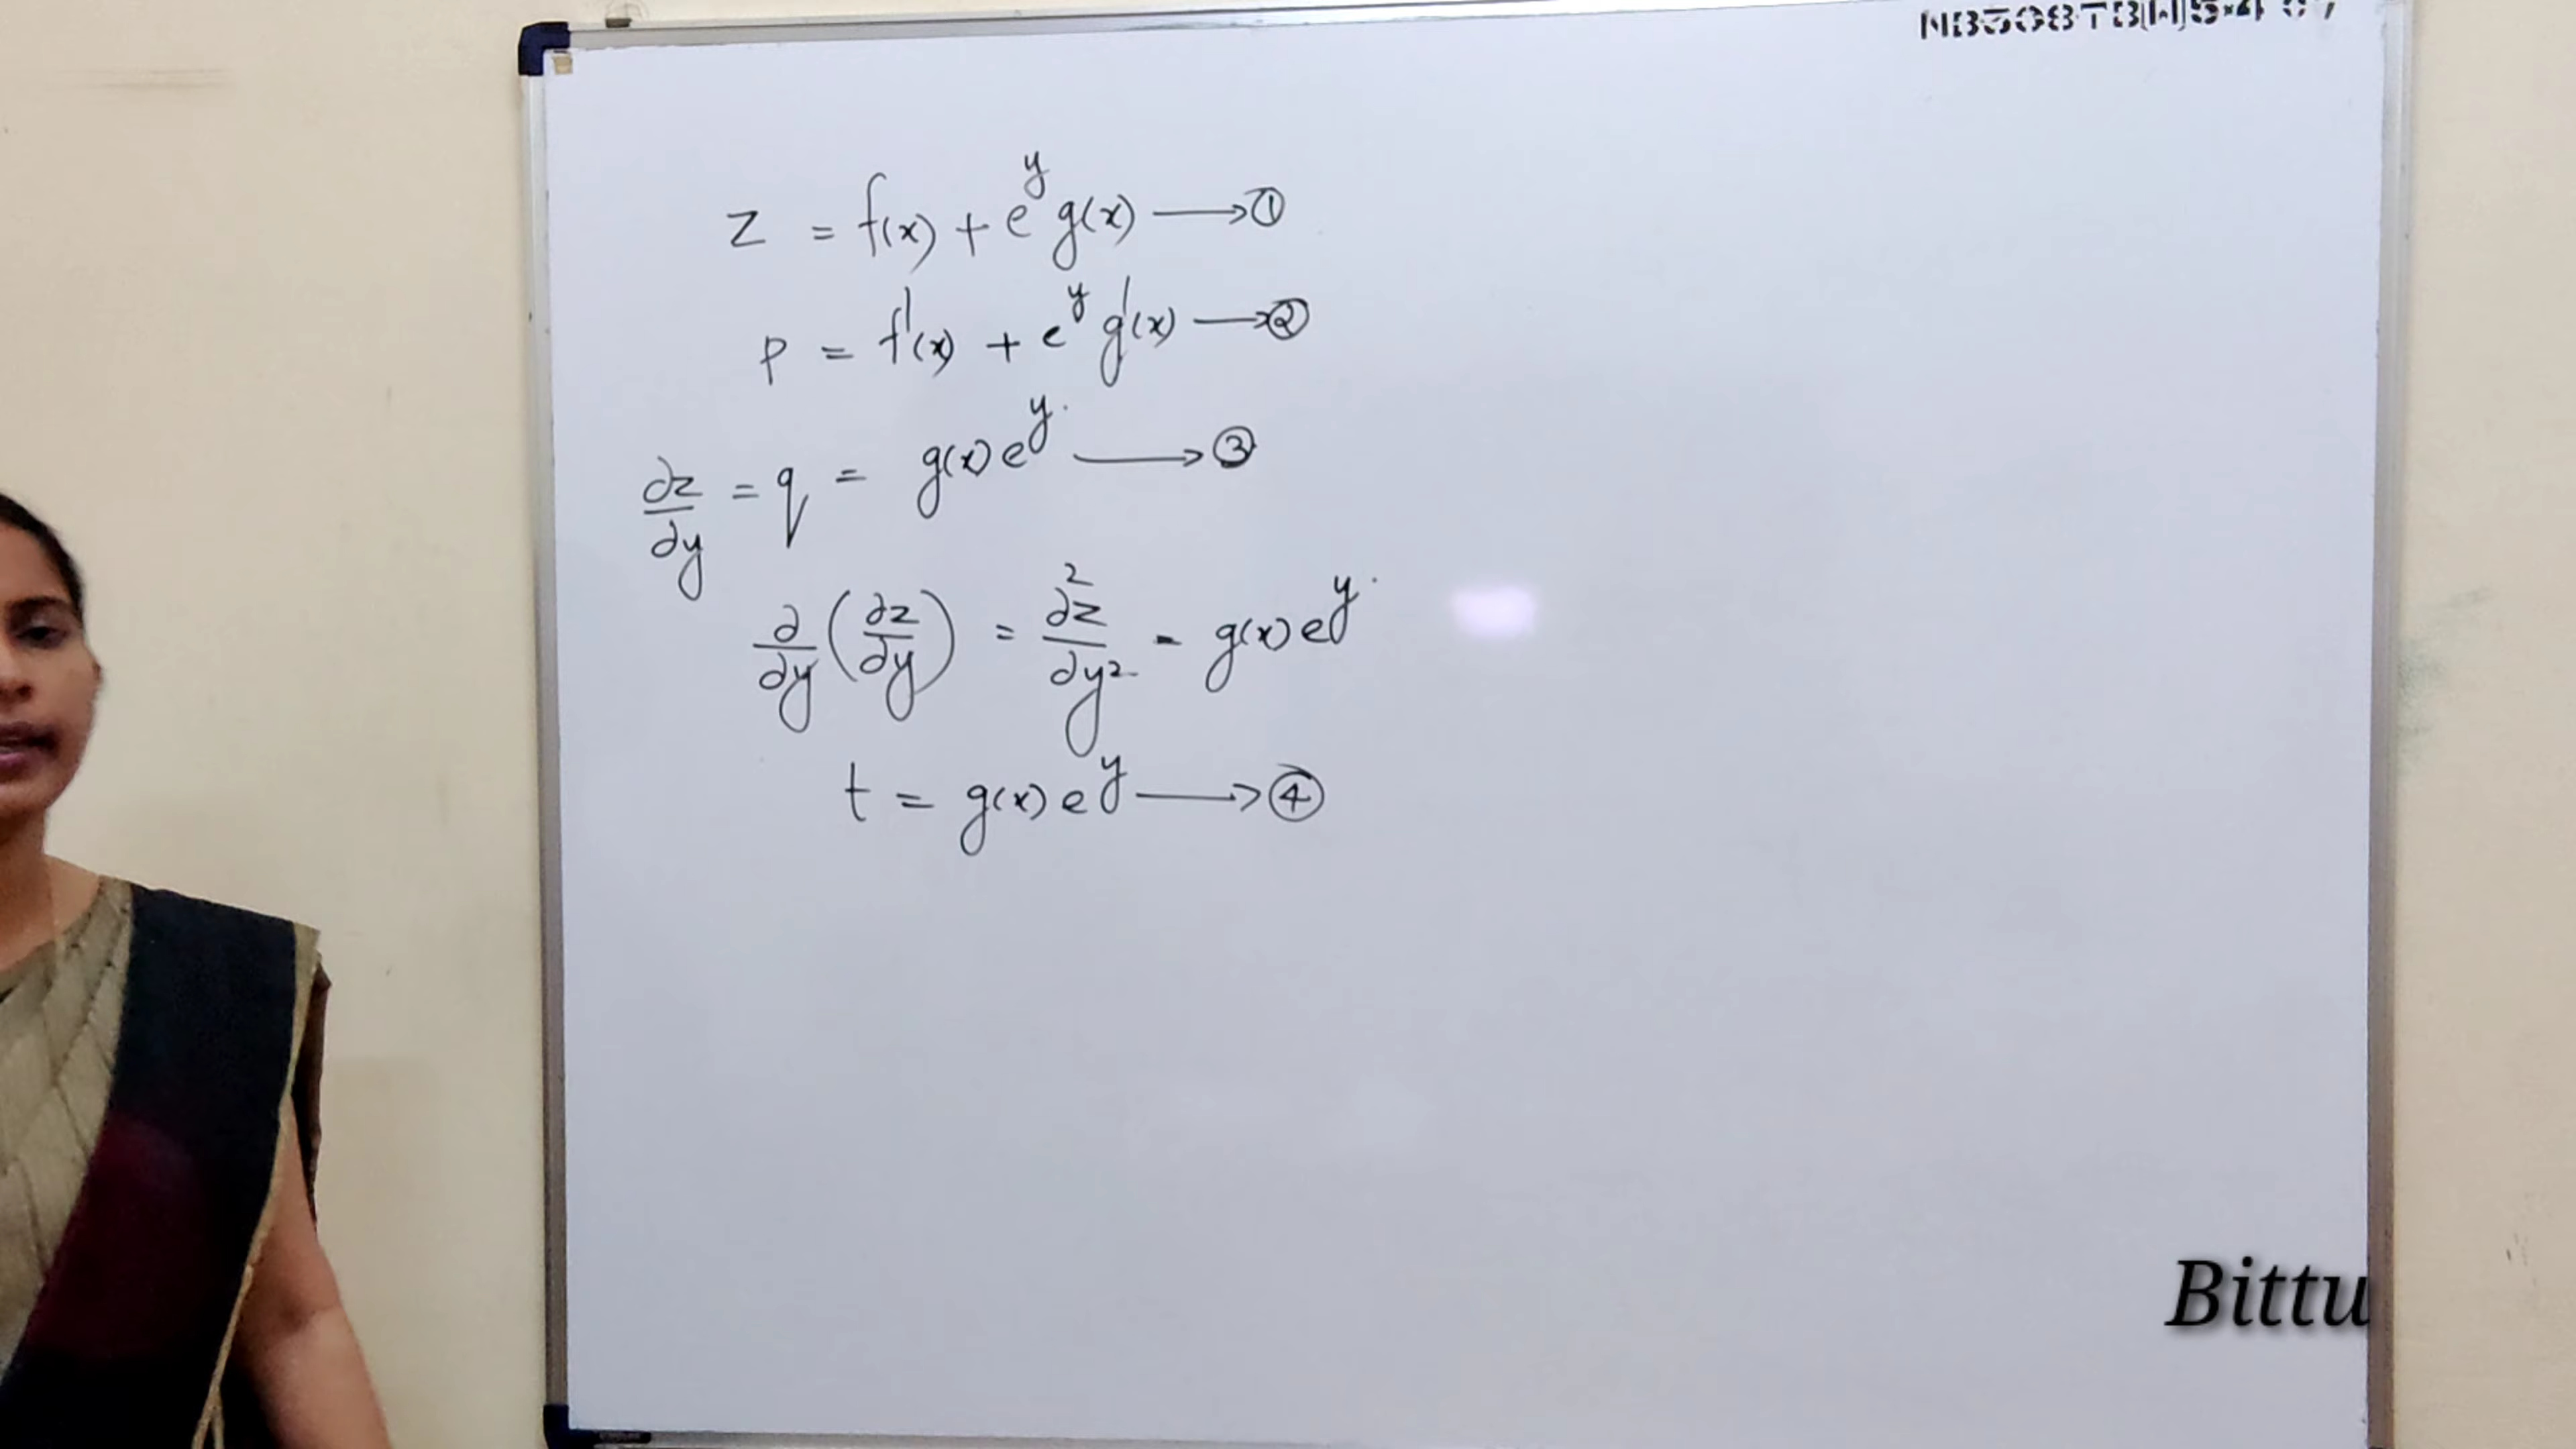 z = f(x) + e^y g(x) ⟶ ①
p = f'(x) + e^y g'(x) ⟶ ②
∂z/∂y = q = g(x) e^y ⟶ ③
∂/∂y (∂z/∂y) = ∂²z/∂y² - g(x) e^y
t = g(x) e^y ⟶ ④
Bittu